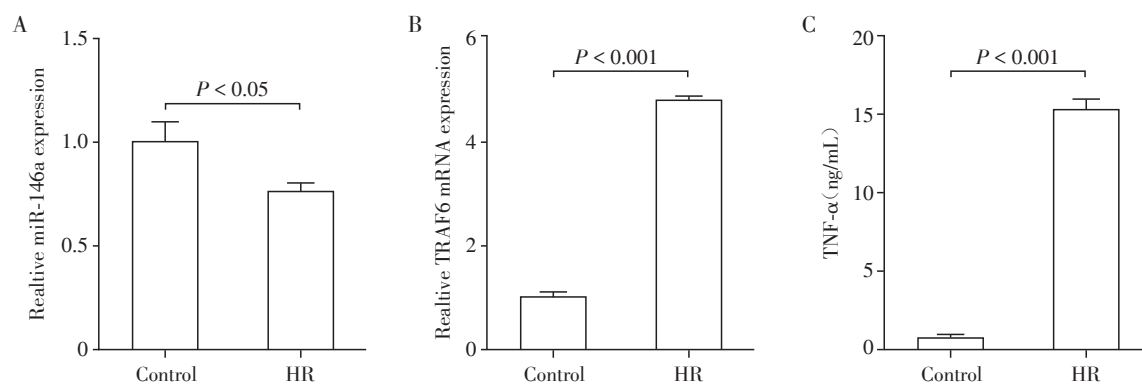 A
Realtive miR-146a expression
1.5
1.0
0.5
0
P < 0.05
Control
HR
B
Realtive TRAF6 mRNA expression
6
4
2
0
P < 0.001
Control
HR
C
TNF-α(ng/mL)
20
15
10
5
0
P < 0.001
Control
HR